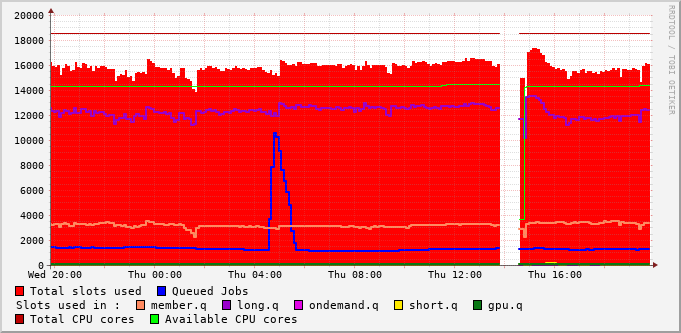 20000
18000
16000
14000
12000
10000
8000
6000
4000
2000
0
Wed 20:00 Thu 00:00 Thu 04:00 Thu 08:00 Thu 12:00 Thu 16:00
Total slots used Queued Jobs
Slots used in : member.q long.q ondemand.q short.q gpu.q
Total CPU cores Available CPU cores
RRDTOOL / TOBI OETIKER